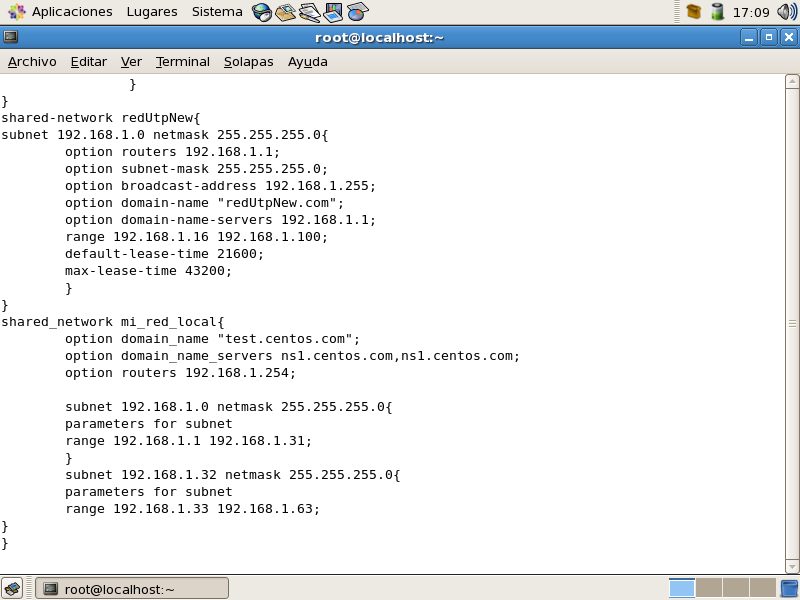 Aplicaciones Lugares Sistema 17:09
root@localhost:~
Archivo Editar Ver Terminal Solapas Ayuda
                }
}
shared-network redUtpNew{
subnet 192.168.1.0 netmask 255.255.255.0{
        option routers 192.168.1.1;
        option subnet-mask 255.255.255.0;
        option broadcast-address 192.168.1.255;
        option domain-name "redUtpNew.com";
        option domain-name-servers 192.168.1.1;
        range 192.168.1.16 192.168.1.100;
        default-lease-time 21600;
        max-lease-time 43200;
        }
}
shared_network mi_red_local{
        option domain_name "test.centos.com";
        option domain_name_servers ns1.centos.com,ns1.centos.com;
        option routers 192.168.1.254;

        subnet 192.168.1.0 netmask 255.255.255.0{
        parameters for subnet
        range 192.168.1.1 192.168.1.31;
        }
        subnet 192.168.1.32 netmask 255.255.255.0{
        parameters for subnet
        range 192.168.1.33 192.168.1.63;
}
}
root@localhost:~